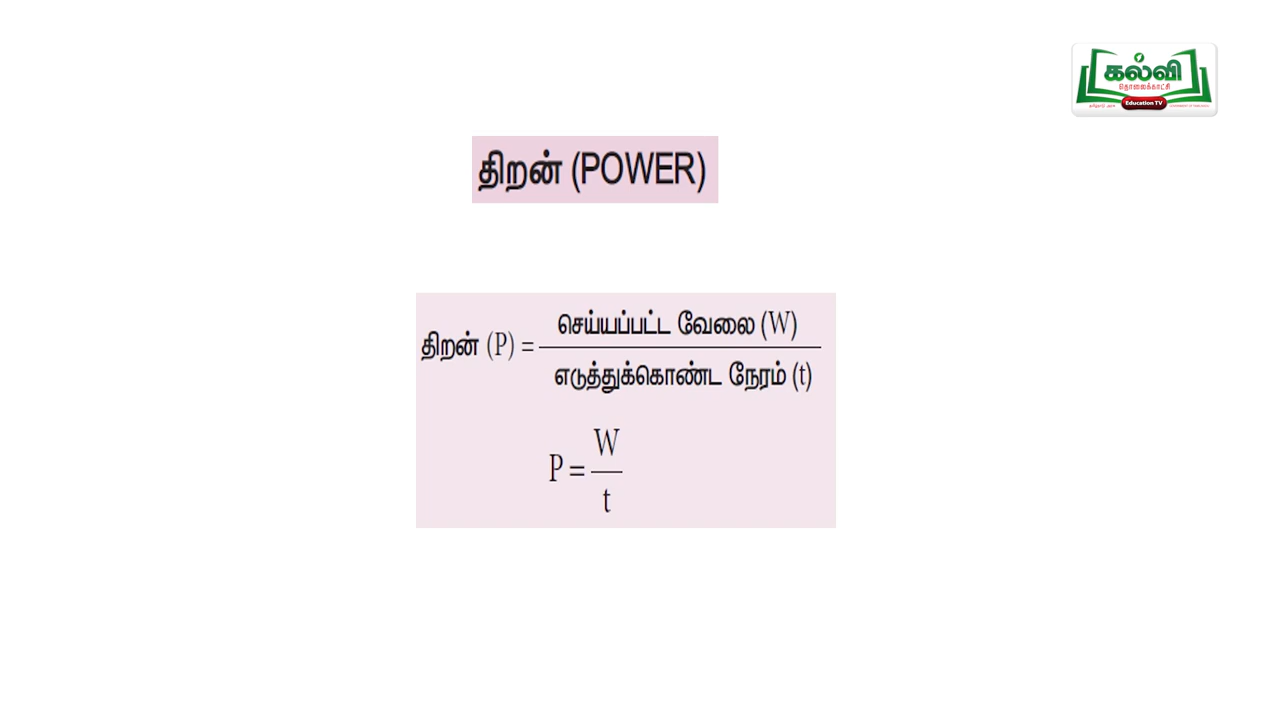 கல்வி
தொலைக்காட்சி
Education TV
திறன் (POWER)
திறன் (P) = செய்யப்பட்ட வேலை (W)
எடுத்துக்கொண்ட நேரம் (t)
P = W
t